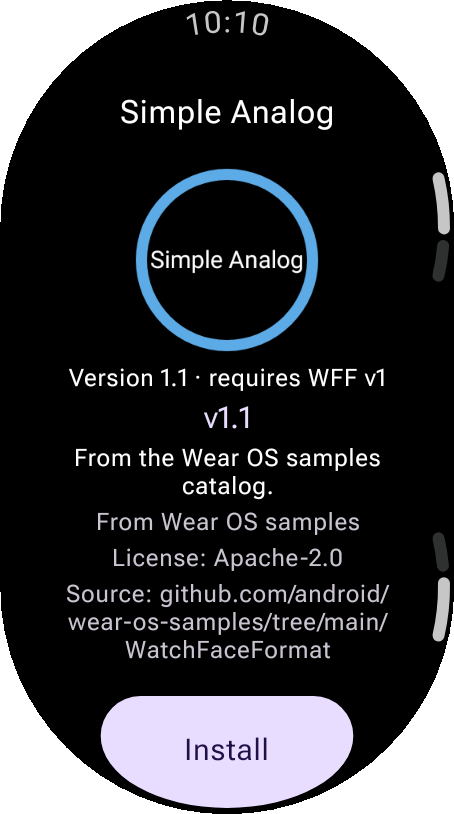 10:10
Simple Analog
Simple Analog
Version 1.1 · requires WFF v1
v1.1
From the Wear OS samples
catalog.
From Wear OS samples
License: Apache-2.0
Source: github.com/android/
wear-os-samples/tree/main/
WatchFaceFormat
Install